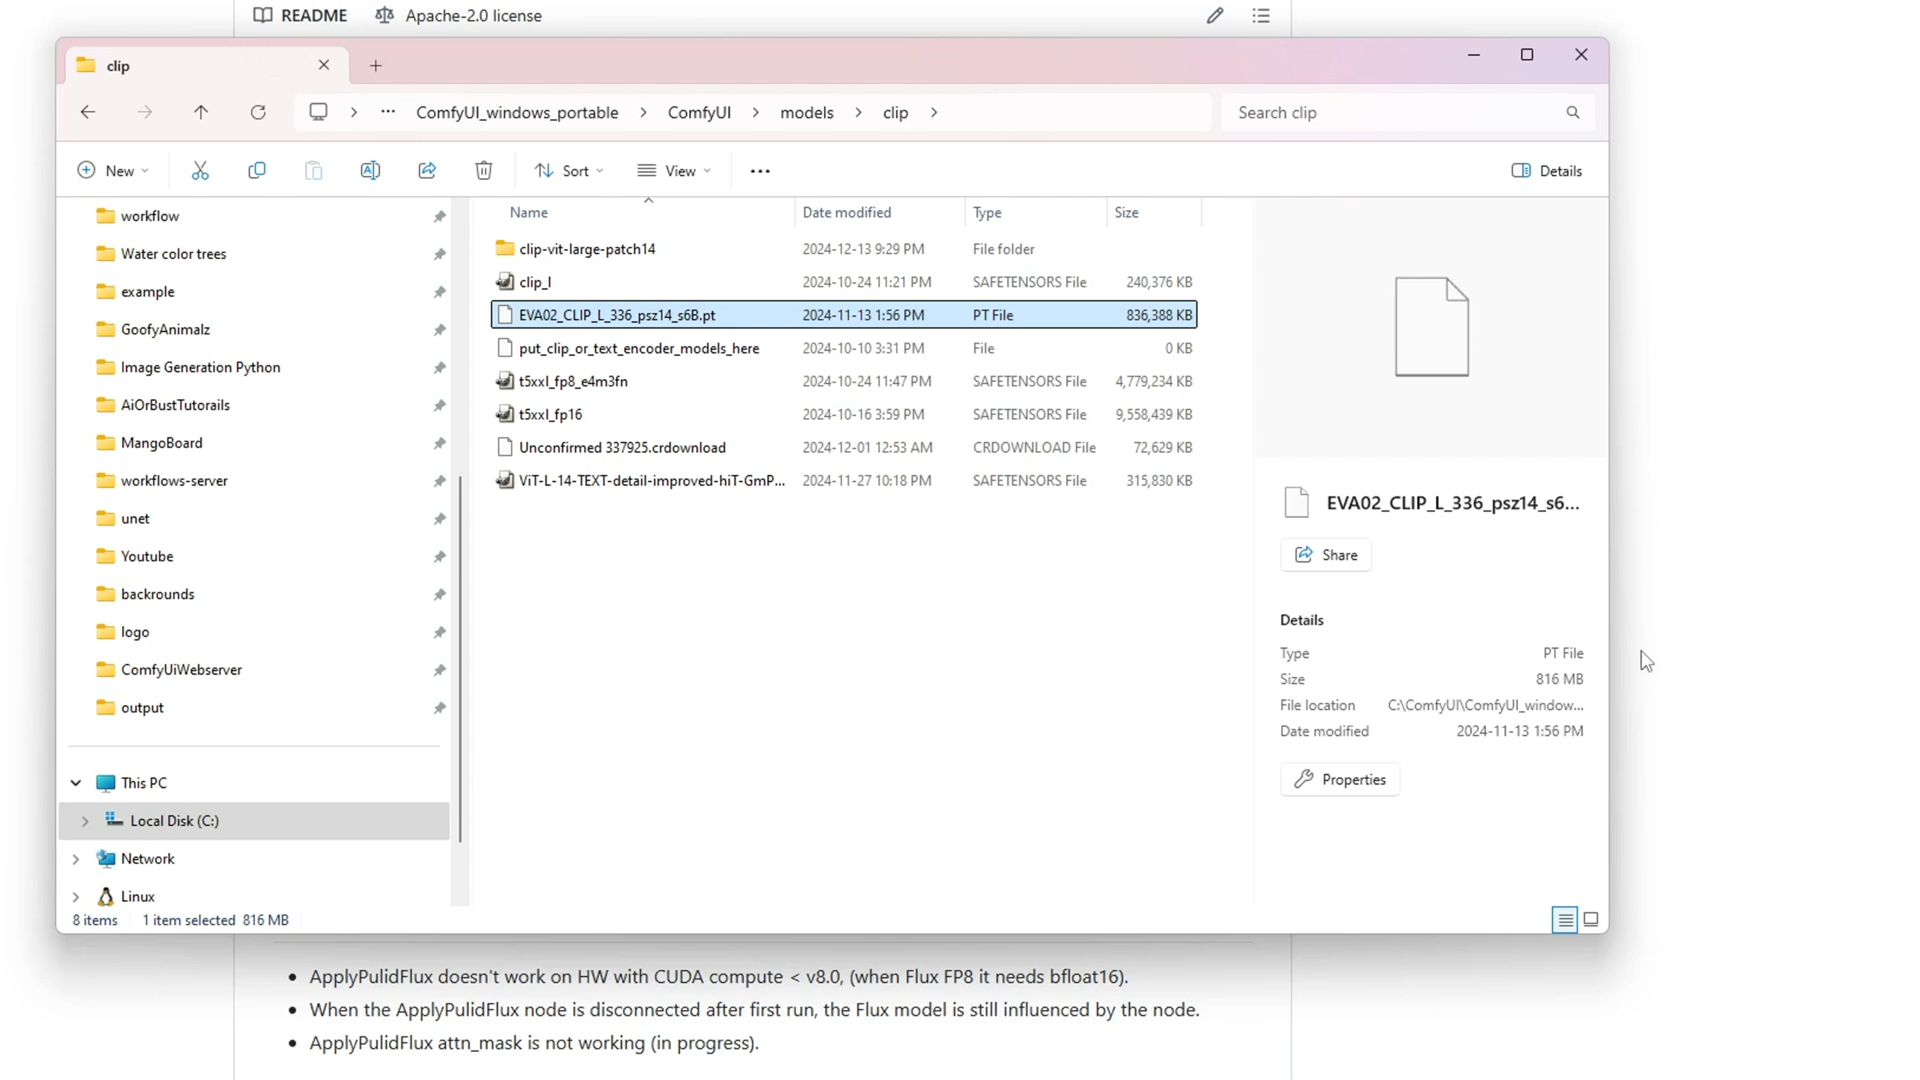 README Apache-2.0 license
clip
ComfyUI_windows_portable ComfyUI models clip Search clip
New Sort View Details
Name Date modified Type Size
clip-vit-large-patch14 2024-12-13 9:29 PM File folder
clip_l 2024-10-24 11:21 PM SAFETENSORS File 240,376 KB
EVA02_CLIP_L_336_psz14_s6B.pt 2024-11-13 1:56 PM PT File 836,388 KB
put_clip_or_text_encoder_models_here 2024-10-10 3:31 PM File 0 KB
t5xxl_fp8_e4m3fn 2024-10-24 11:47 PM SAFETENSORS File 4,779,234 KB
t5xxl_fp16 2024-10-16 3:59 PM SAFETENSORS File 9,558,439 KB
Unconfirmed 337925.crdownload 2024-12-01 12:53 AM CRDOWNLOAD File 72,629 KB
ViT-L-14-TEXT-detail-improved-hiT-GmP... 2024-11-27 10:18 PM SAFETENSORS File 315,830 KB
workflow
Water color trees
example
GoofyAnimalz
Image Generation Python
AiOrBustTutorails
MangoBoard
workflows-server
unet
Youtube
backrounds
logo
ComfyUiWebserver
output
This PC
Local Disk (C:)
Network
Linux
EVA02_CLIP_L_336_psz14_s6...
Share
Details
Type PT File
Size 816 MB
File location C:\ComfyUI\ComfyUI_window...
Date modified 2024-11-13 1:56 PM
Properties
8 items 1 item selected 816 MB
• ApplyPulidFlux doesn't work on HW with CUDA compute < v8.0, (when Flux FP8 it needs bfloat16).
• When the ApplyPulidFlux node is disconnected after first run, the Flux model is still influenced by the node.
• ApplyPulidFlux attn_mask is not working (in progress).